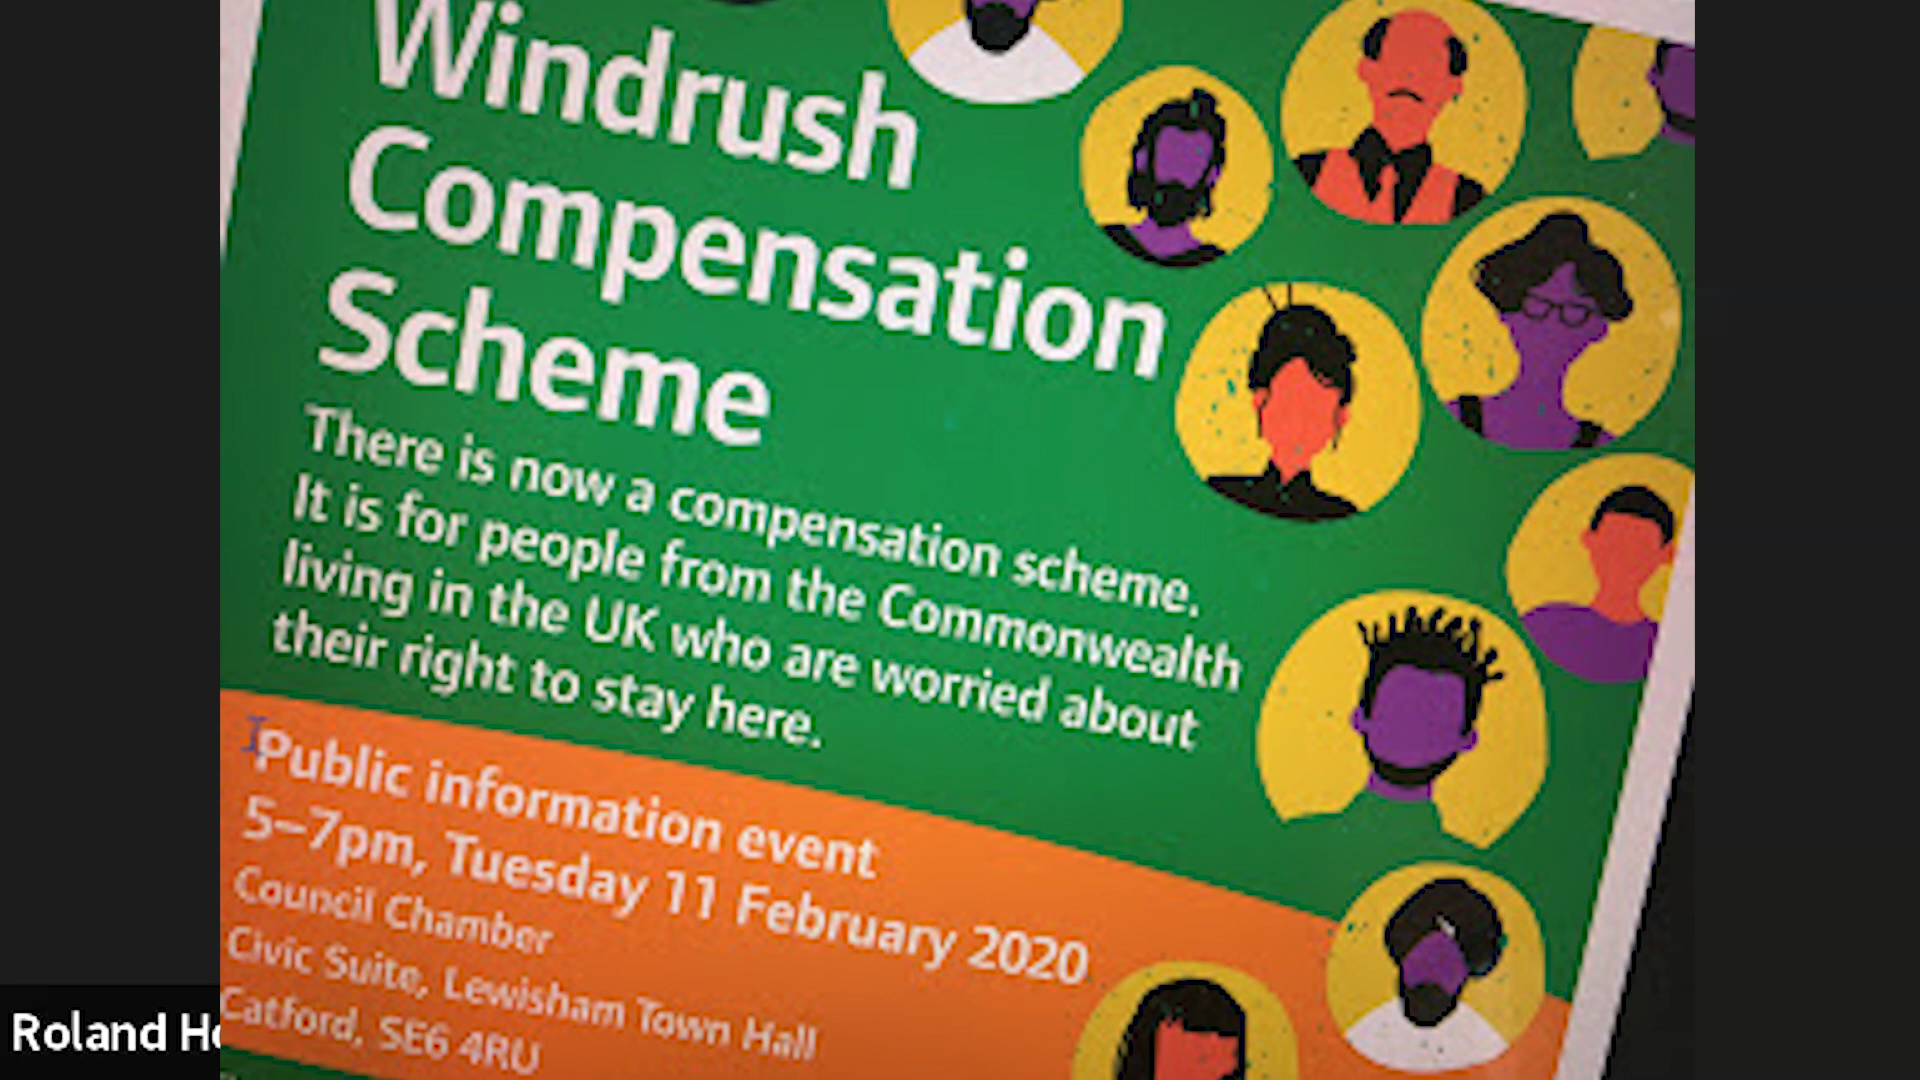 Windrush
Compensation
Scheme
There is now a compensation scheme.
It is for people from the Commonwealth
living in the UK who are worried about
their right to stay here.
Public information event
5–7pm, Tuesday 11 February 2020
Council Chamber
Civic Suite, Lewisham Town Hall
Catford, SE6 4RU
Roland